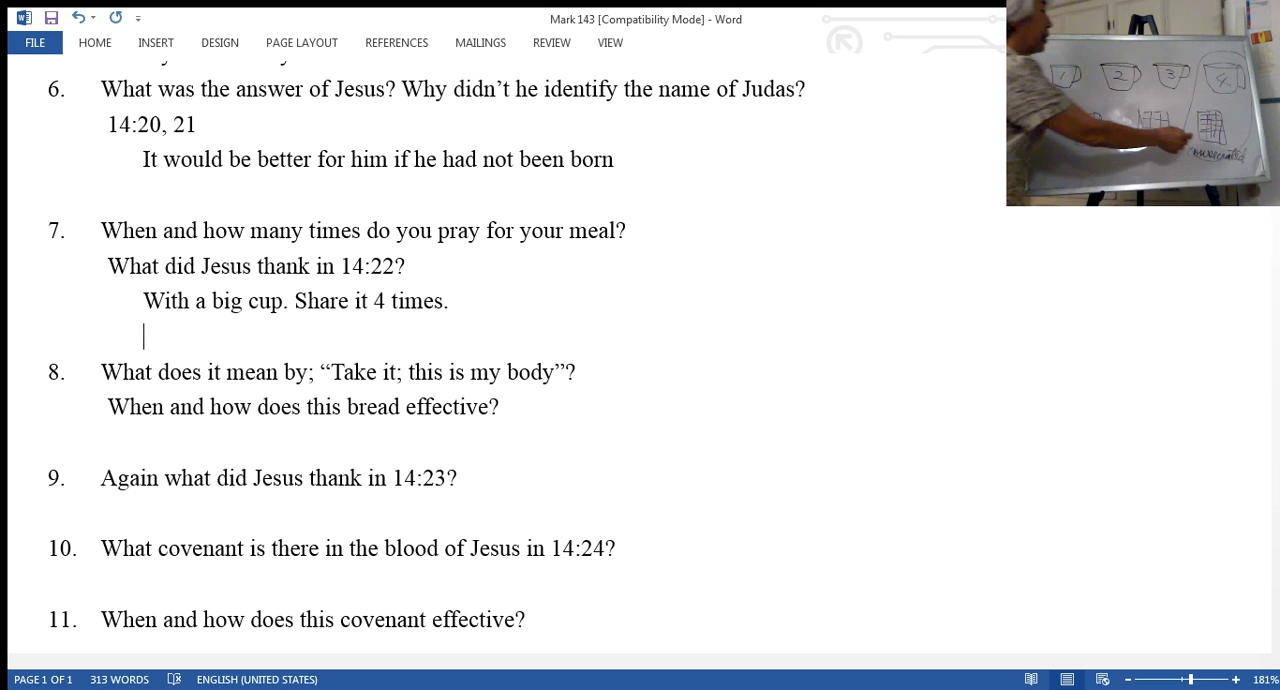 Mark 143 [Compatibility Mode] - Word
FILE HOME INSERT DESIGN PAGE LAYOUT REFERENCES MAILINGS REVIEW VIEW
6. What was the answer of Jesus? Why didn't he identify the name of Judas?
14:20, 21
It would be better for him if he had not been born
7. When and how many times do you pray for your meal?
What did Jesus thank in 14:22?
With a big cup. Share it 4 times.
8. What does it mean by; “Take it; this is my body”?
When and how does this bread effective?
9. Again what did Jesus thank in 14:23?
10. What covenant is there in the blood of Jesus in 14:24?
11. When and how does this covenant effective?
1 2 3 4
PAGE 1 OF 1 313 WORDS ENGLISH (UNITED STATES) 181%